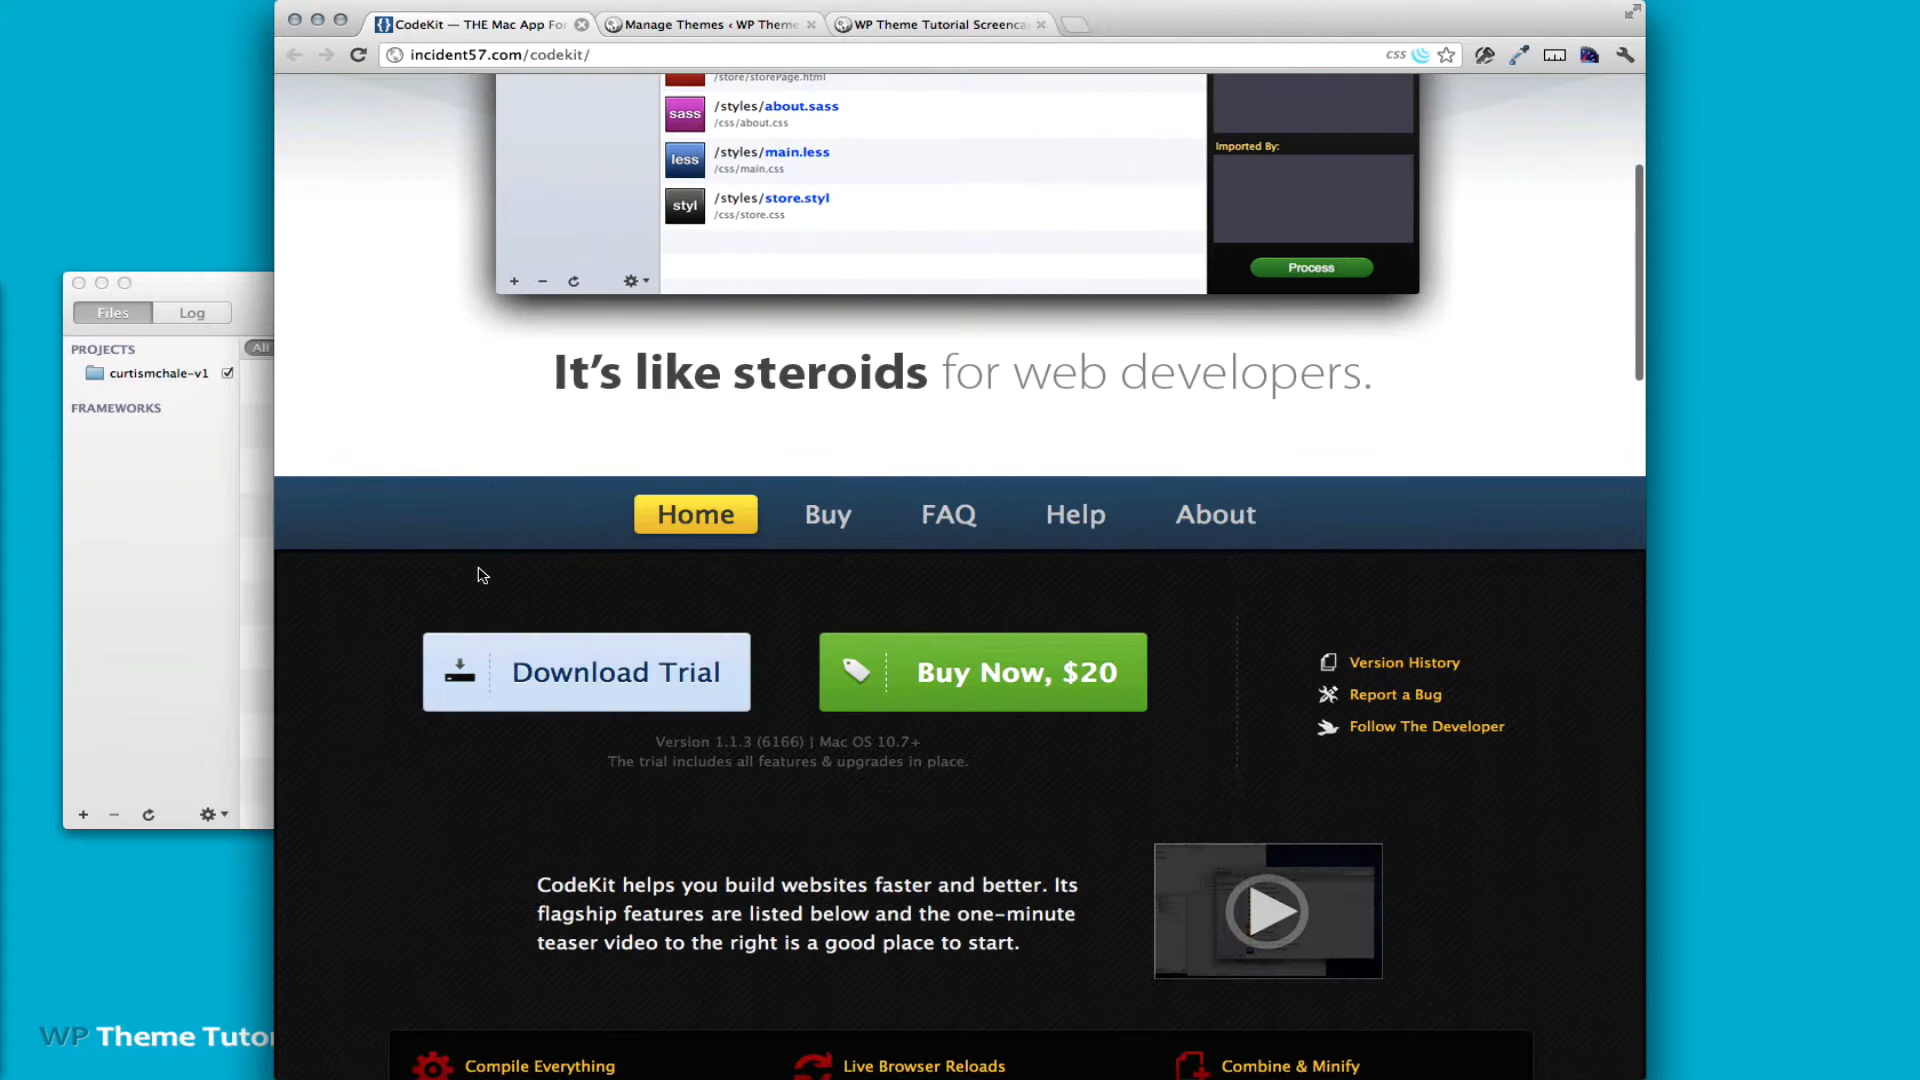 CodeKit — THE Mac App For
Manage Themes ‹ WP Theme
WP Theme Tutorial Screenca
incident57.com/codekit/
css
/store/storePage.html
sass
/styles/about.sass
/css/about.css
less
/styles/main.less
/css/main.css
styl
/styles/store.styl
/css/store.css
Imported By:
Process
Files
Log
PROJECTS
All
curtismchale-v1
FRAMEWORKS
It's like steroids for web developers.
Home
Buy
FAQ
Help
About
Download Trial
Buy Now, $20
Version History
Report a Bug
Follow The Developer
Version 1.1.3 (6166) | Mac OS 10.7+
The trial includes all features & upgrades in place.
CodeKit helps you build websites faster and better. Its
flagship features are listed below and the one-minute
teaser video to the right is a good place to start.
WP Theme Tutor
Compile Everything
Live Browser Reloads
Combine & Minify